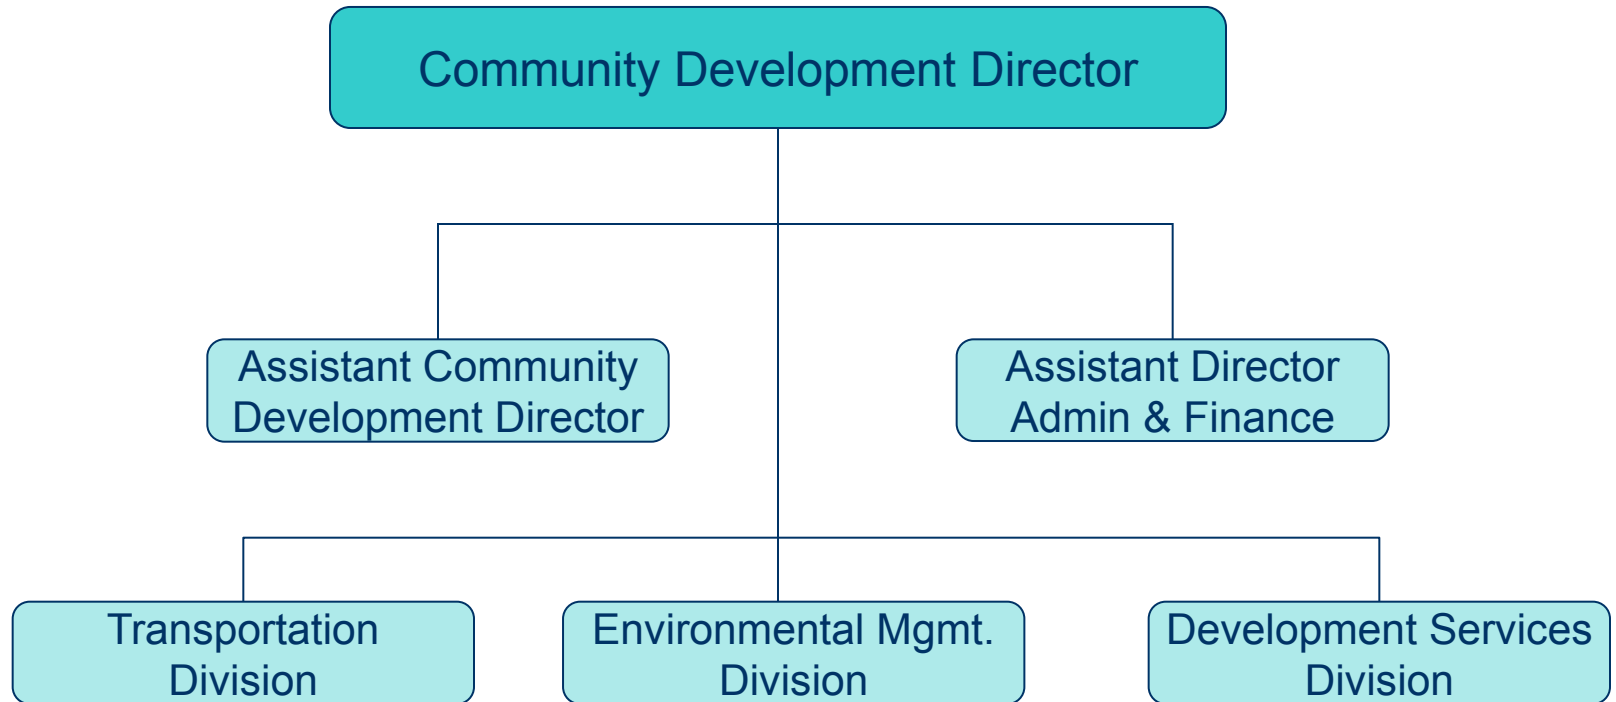 Community Development Director
Assistant Community
Development Director
Assistant Director
Admin & Finance
Transportation
Division
Environmental Mgmt.
Division
Development Services
Division